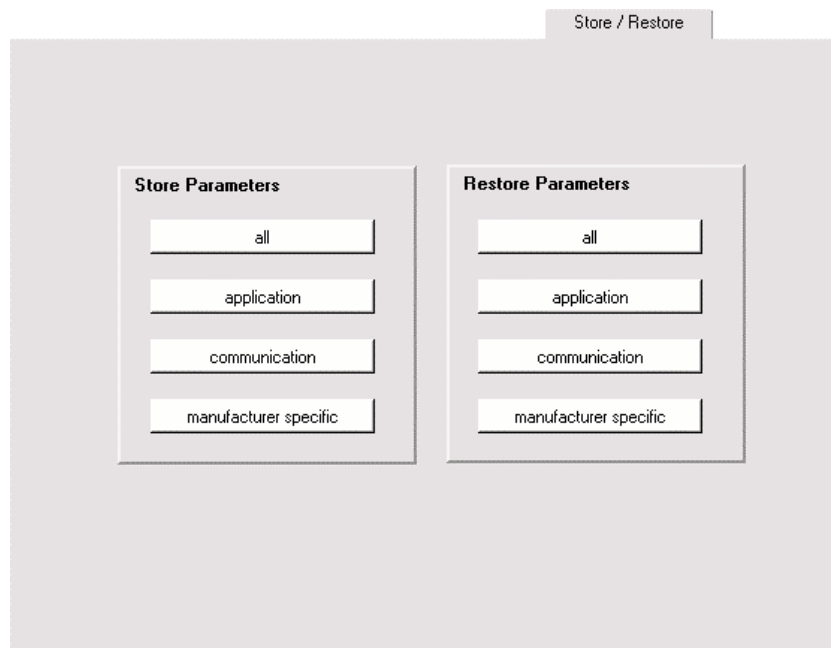 Store / Restore
Store Parameters
all
application
communication
manufacturer specific
Restore Parameters
all
application
communication
manufacturer specific